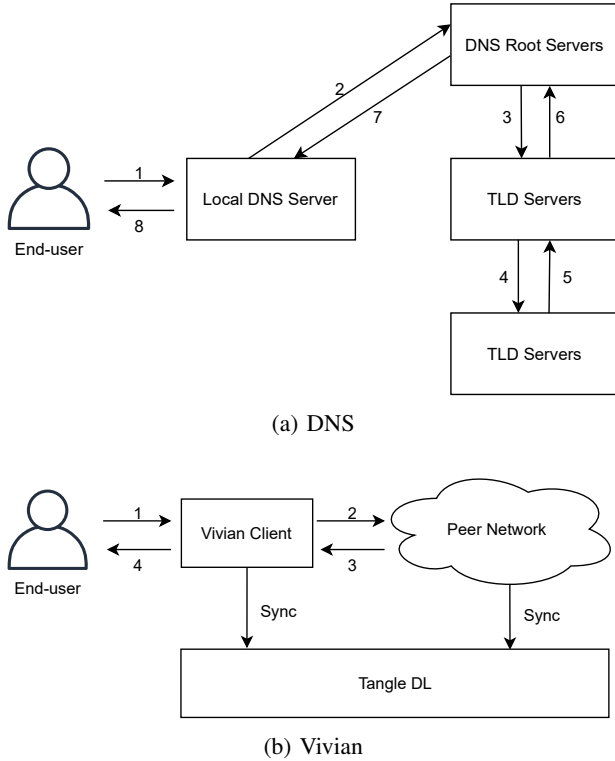 DNS Root Servers
2
7
3
6
1
Local DNS Server
TLD Servers
8
End-user
4
5
TLD Servers
(a) DNS
1
2
Vivian Client
Peer Network
4
3
End-user
Sync
Sync
Tangle DL
(b) Vivian